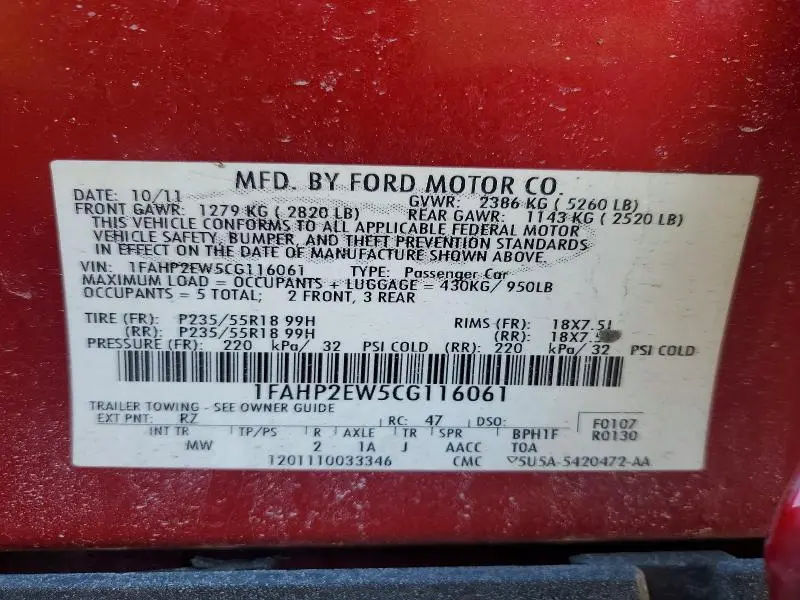 MFD. BY FORD MOTOR CO.
DATE: 10/11 GVWR: 2386 KG ( 5260 LB)
FRONT GAWR: 1279 KG ( 2820 LB) REAR GAWR: 1143 KG ( 2520 LB)
THIS VEHICLE CONFORMS TO ALL APPLICABLE FEDERAL MOTOR
VEHICLE SAFETY, BUMPER, AND THEFT PREVENTION STANDARDS
IN EFFECT ON THE DATE OF MANUFACTURE SHOWN ABOVE.
VIN: 1FAHP2EW5CG116061 TYPE: Passenger Car
MAXIMUM LOAD = OCCUPANTS + LUGGAGE = 430KG/ 950LB
OCCUPANTS = 5 TOTAL; 2 FRONT, 3 REAR
TIRE (FR): P235/55R18 99H RIMS (FR): 18X7.5J
(RR): P235/55R18 99H (RR): 18X7.
PRESSURE (FR): 220 kPa/ 32 PSI COLD (RR): 220 kPa/ 32 PSI COLD
1FAHP2EW5CG116061
TRAILER TOWING - SEE OWNER GUIDE
EXT PNT: RZ RC: 47 DSO: F0107
INT TR TP/PS R AXLE TR SPR BPH1F R0130
MW 2 1A J AACC TOA
1201110033346 CMC 5U5A-5420472-AA